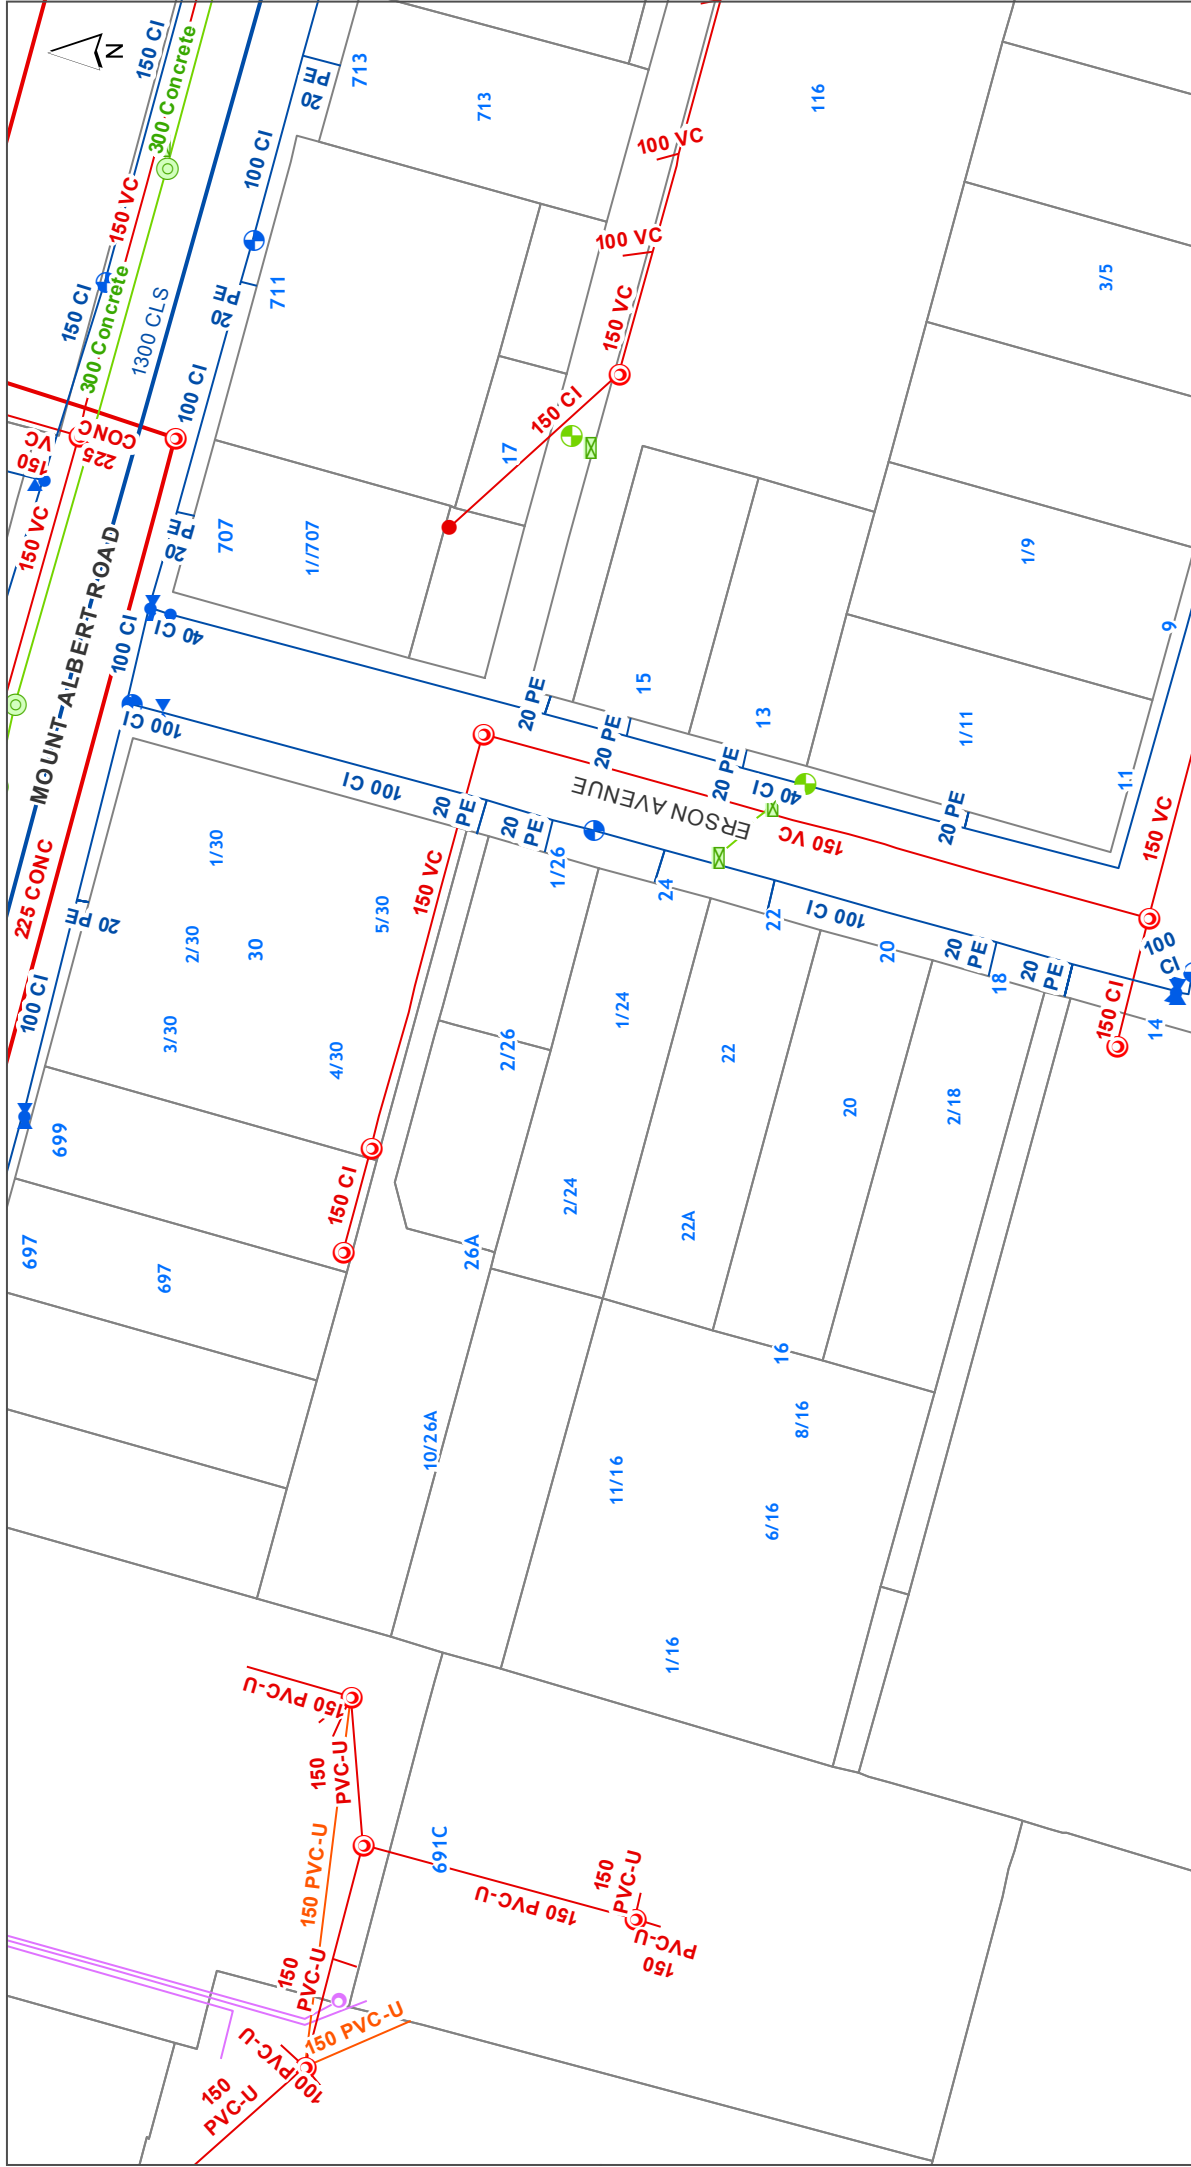 N
150 CI
300 Concrete
150 VC
150 CI
300 Concrete
1300 CLS
20 PE
713
713
116
100 CI
100 VC
100 VC
3/5
20 PE
711
150 VC
100 CI
225 CONC
150 VC
150 VC
150 CI
17
20 PE
707
1//707
1/9
MOUNT ALBERT ROAD
100 CI
40 CI
9
100 CI
20 PE
15
13
1/11
11
20 PE
20 PE
40 CI
ERSON AVENUE
100 CI
20 PE
20 PE
150 VC
20 PE
150 VC
1/30
1/26
24
22
100 CI
225 CONC
20 PE
150 VC
5/30
2/30
30
20
20 PE
18
20 PE
100 CI
150 CI
14
100 CI
3/30
4/30
2/26
1/24
22
20
2/18
699
150 CI
2/24
22A
697
697
26A
16
10/26A
8/16
11/16
6/16
1/16
150 PVC-U
150 PVC-U
150 PVC-U
691C
150 PVC-U
150 PVC-U
150 PVC-U
150 PVC-U
150 PVC-U
100 PVC-U
150 PVC-U